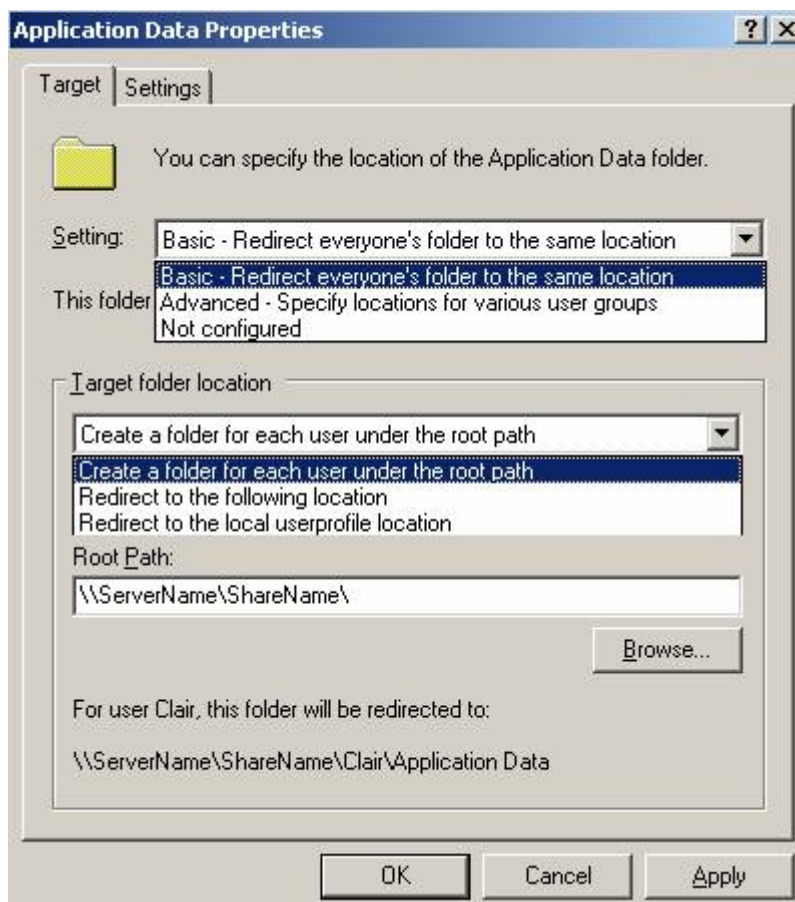 Application Data Properties
Target
Settings
You can specify the location of the Application Data folder.
Setting:
Basic - Redirect everyone's folder to the same location
Basic - Redirect everyone's folder to the same location
This folder
Advanced - Specify locations for various user groups
Not configured
Target folder location
Create a folder for each user under the root path
Create a folder for each user under the root path
Redirect to the following location
Redirect to the local userprofile location
Root Path:
\\ServerName\ShareName\
Browse...
For user Clair, this folder will be redirected to:
\\ServerName\ShareName\Clair\Application Data
OK
Cancel
Apply